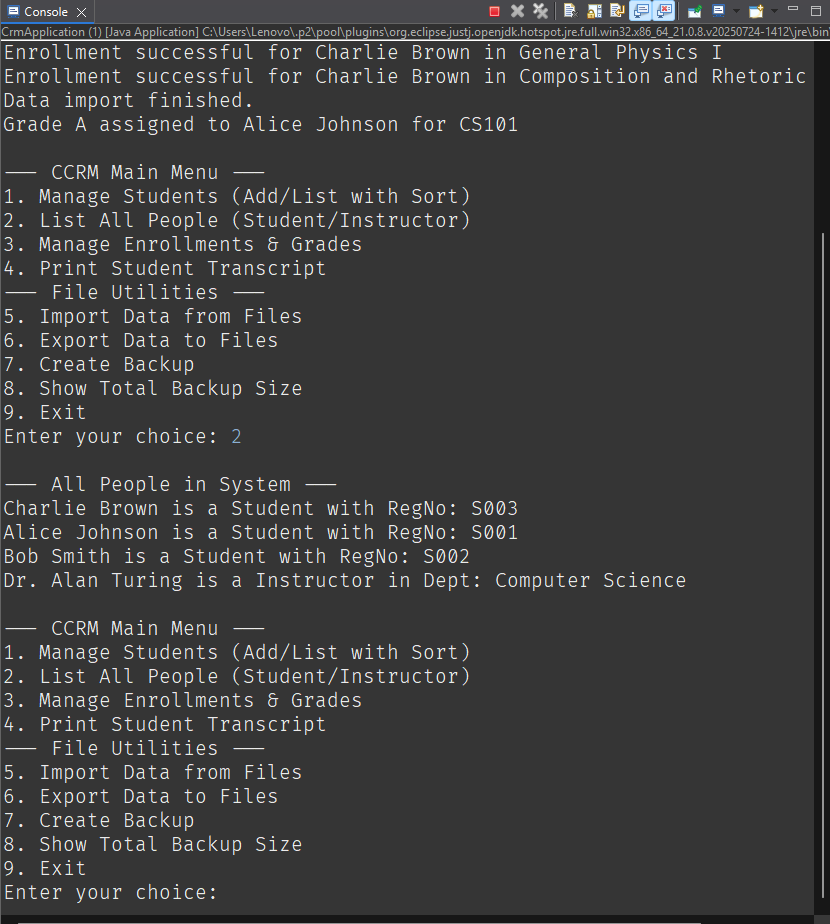 Console
CrmApplication (1) [Java Application] C:\Users\Lenovo\.p2\pool\plugins\org.eclipse.justj.openjdk.hotspot.jre.full.win32.x86_64_21.0.8.v20250724-1412\jre\bin\
Enrollment successful for Charlie Brown in General Physics I
Enrollment successful for Charlie Brown in Composition and Rhetoric
Data import finished.
Grade A assigned to Alice Johnson for CS101
--- CCRM Main Menu ---
1. Manage Students (Add/List with Sort)
2. List All People (Student/Instructor)
3. Manage Enrollments & Grades
4. Print Student Transcript
--- File Utilities ---
5. Import Data from Files
6. Export Data to Files
7. Create Backup
8. Show Total Backup Size
9. Exit
Enter your choice: 2
--- All People in System ---
Charlie Brown is a Student with RegNo: S003
Alice Johnson is a Student with RegNo: S001
Bob Smith is a Student with RegNo: S002
Dr. Alan Turing is a Instructor in Dept: Computer Science
--- CCRM Main Menu ---
1. Manage Students (Add/List with Sort)
2. List All People (Student/Instructor)
3. Manage Enrollments & Grades
4. Print Student Transcript
--- File Utilities ---
5. Import Data from Files
6. Export Data to Files
7. Create Backup
8. Show Total Backup Size
9. Exit
Enter your choice: